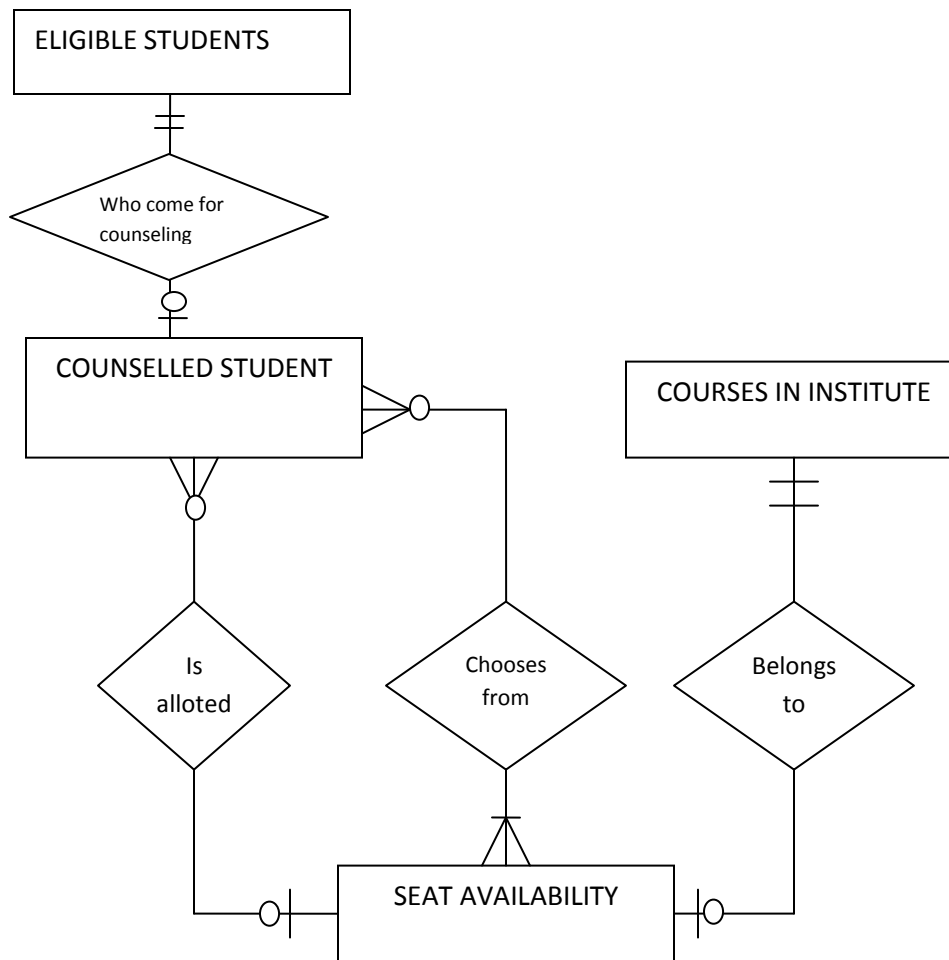 ELIGIBLE STUDENTS
Who come for
counseling
COUNSELLED STUDENT
COURSES IN INSTITUTE
Is
alloted
Chooses
from
Belongs
to
SEAT AVAILABILITY